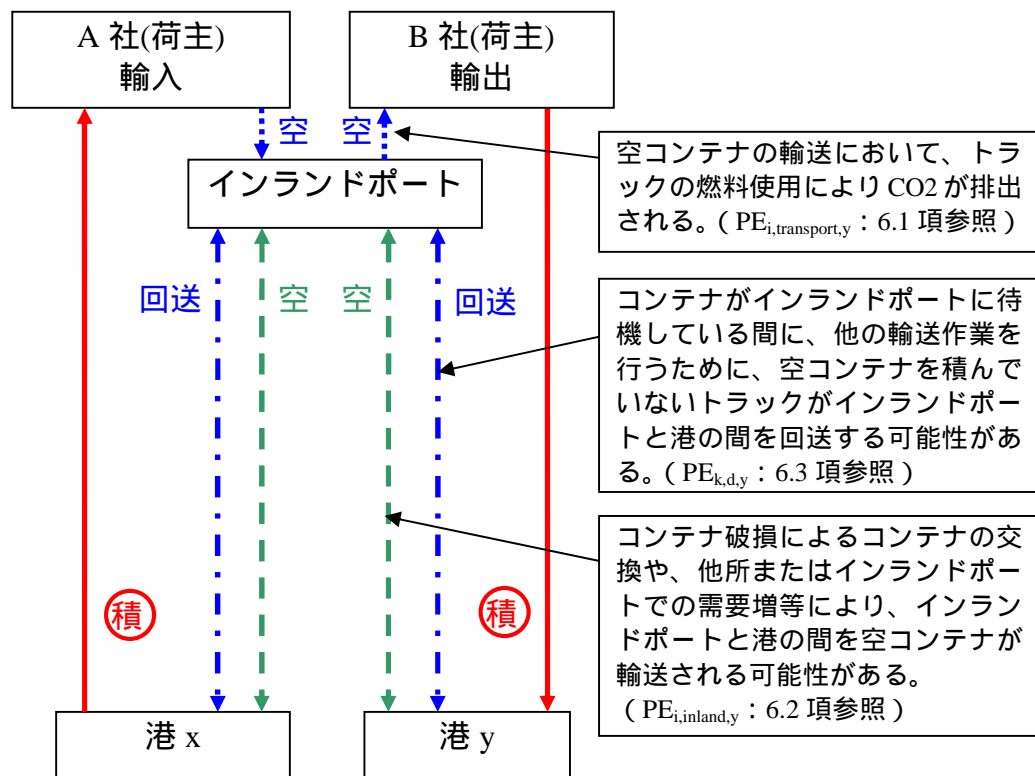 A 社(荷主)
輸入
B 社(荷主)
輸出
空
空
インランドポート
空コンテナの輸送において、トラ
ックの燃料使用により CO2 が排出
される。( PEi,transport,y：6.1 項参照 )
回送
空
空
回送
コンテナがインランドポートに待
機している間に、他の輸送作業を
行うために、空コンテナを積んで
いないトラックがインランドポー
トと港の間を回送する可能性があ
る。( PEk,d,y：6.3 項参照 )
コンテナ破損によるコンテナの交
換や、他所またはインランドポート
での需要増等により、インラン
ドポートと港の間を空コンテナが
輸送される可能性がある。
( PEi,inland,y：6.2 項参照 )
積
積
港 x
港 y